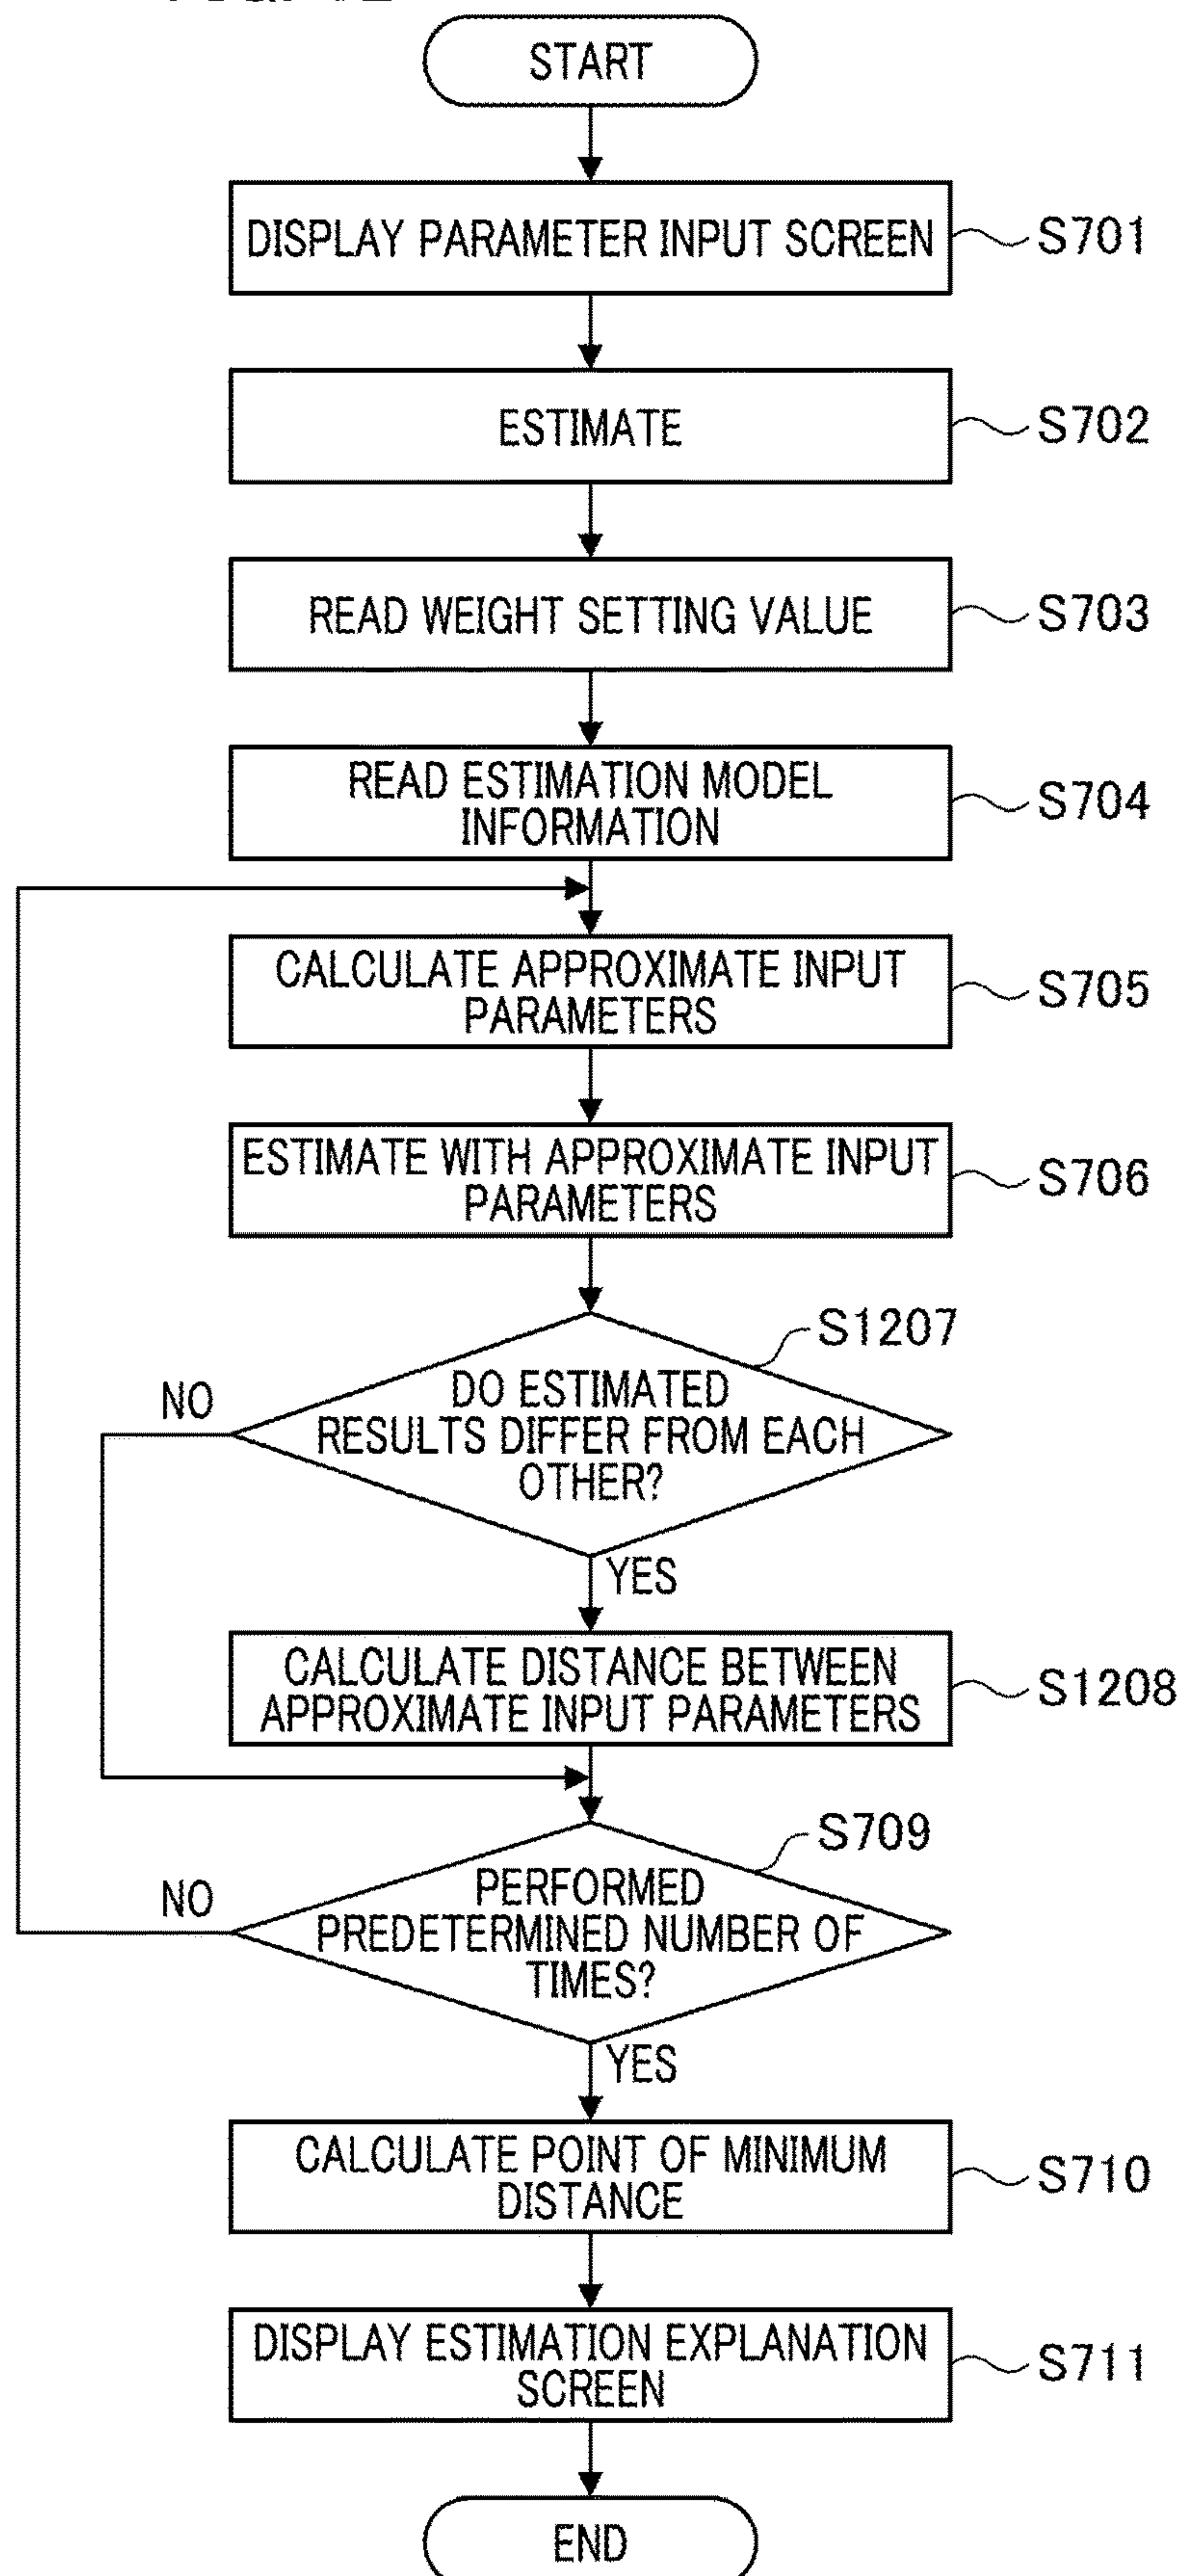 START
DISPLAY PARAMETER INPUT SCREEN
S701
ESTIMATE
S702
READ WEIGHT SETTING VALUE
S703
READ ESTIMATION MODEL
INFORMATION
S704
CALCULATE APPROXIMATE INPUT
PARAMETERS
S705
ESTIMATE WITH APPROXIMATE INPUT
PARAMETERS
S706
S1207
DO ESTIMATED
RESULTS DIFFER FROM EACH
OTHER?
NO
YES
CALCULATE DISTANCE BETWEEN
APPROXIMATE INPUT PARAMETERS
S1208
S709
PERFORMED
PREDETERMINED NUMBER OF
TIMES?
NO
YES
CALCULATE POINT OF MINIMUM
DISTANCE
S710
DISPLAY ESTIMATION EXPLANATION
SCREEN
S711
END